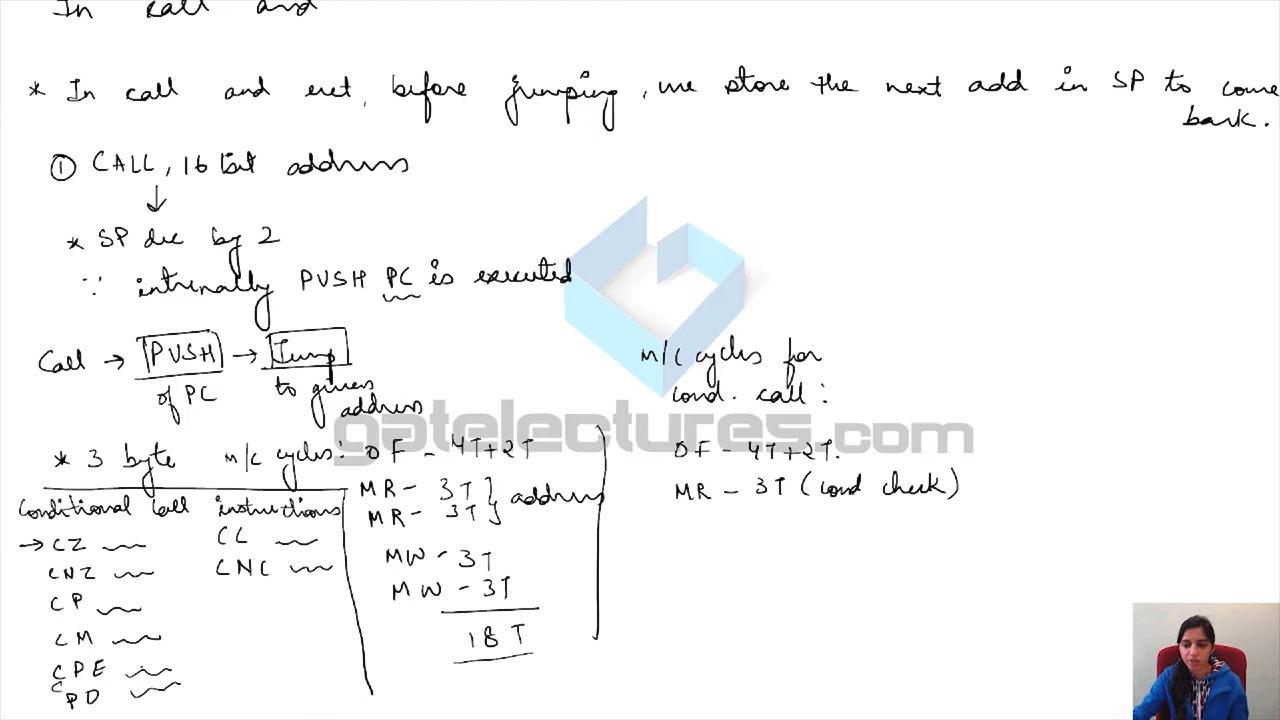 In call and
* In call and ret, before jumping, we store the next add in SP to come
back.
① CALL, 16 bit address
↓
* SP dec by 2
∵ internally PUSH PC is executed
Call → PUSH → Jump
of PC to given
address
M/C cycles for
cond. call :
gatelectures.com
* 3 byte M/C cycles: OF - 4T+2T
MR - 3T } address
MR - 3T
MW - 3T
MW - 3T
18 T
Conditional Call instructions
→ CZ
CNZ
CP
CM
CPE
CPO
CC
CNC
OF - 4T+2T.
MR - 3T (cond check)